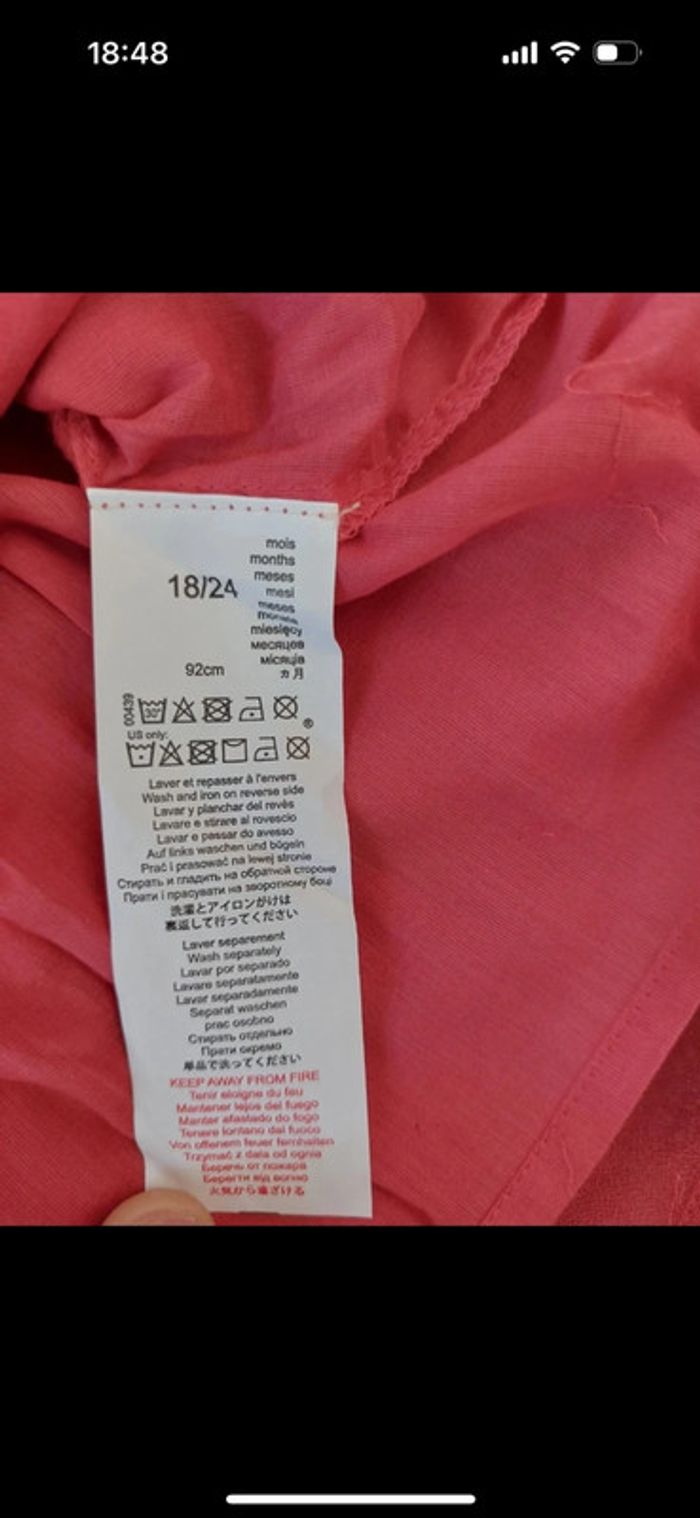 18:48
mois
months
meses
18/24
mesi
meses
miesięcy
месяцев
місяців
カ月
92cm
00439
30°
US only:
®
Laver et repasser à l'envers
Wash and iron on reverse side
Lavar y planchar del revés
Lavare e stirare al rovescio
Lavar e passar do avesso
Auf links waschen und bügeln
Prać i prasować na lewej stronie
Стирать и гладить на обратной стороне
Прати і прасувати на зворотному боці
洗濯とアイロンがけは
裏返して行ってください
Laver separement
Wash separately
Lavar por separado
Lavare separatamente
Lavar separadamente
Separat waschen
prac osobno
Стирать отдельно
Прати окремо
単品で洗ってください
KEEP AWAY FROM FIRE
Tenir eloigne du feu
Mantener lejos del fuego
Manter afastado do fogo
Tenere lontano dal fuoco
Von offenem feuer fernhalten
Trzymać z dala od ognia
Беречь от пожара
Берегти від вогню
火気から遠ざける